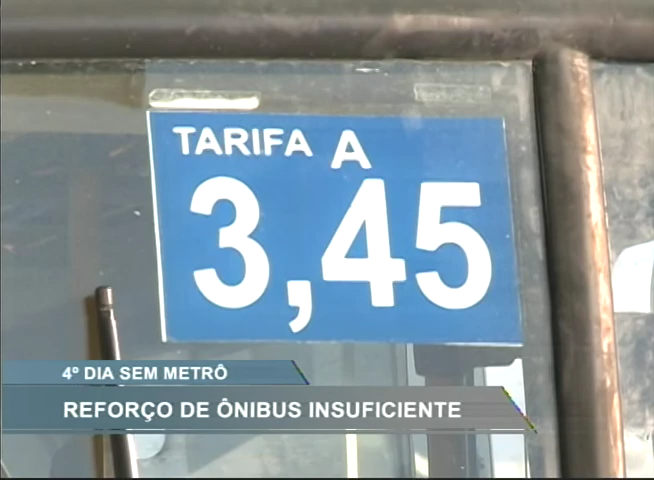 TARIFA A
3,45
4º DIA SEM METRÔ
REFORÇO DE ÔNIBUS INSUFICIENTE